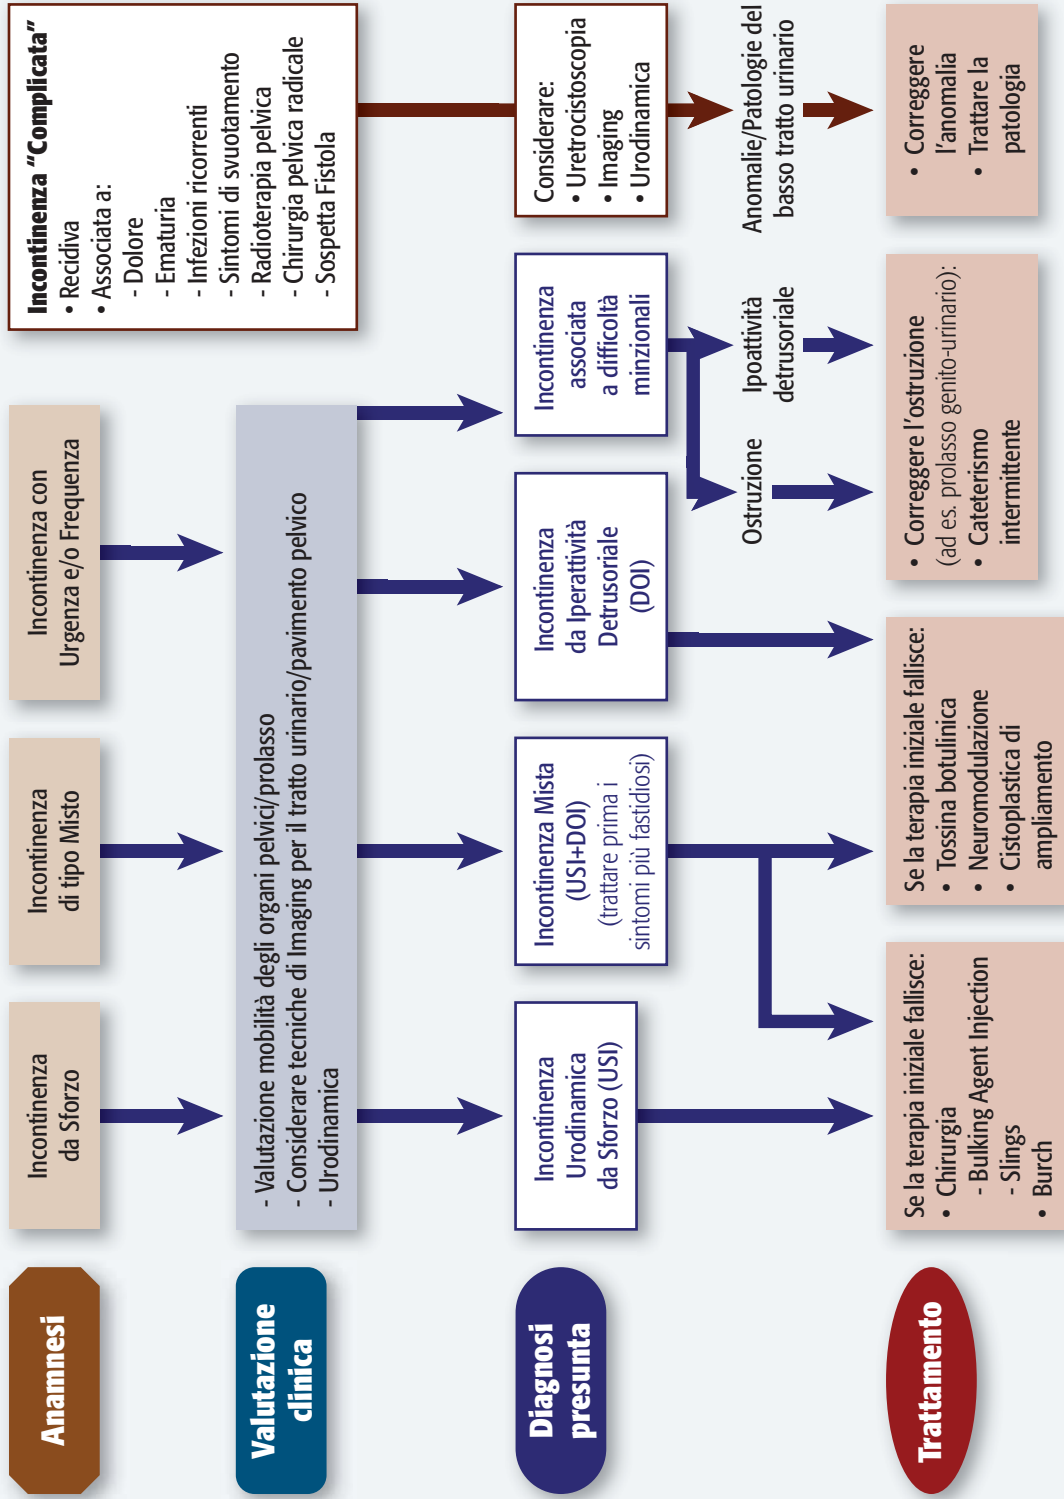 Anamnesi
Incontinenza
da Sforzo
Incontinenza
di tipo Misto
Incontinenza con
Urgenza e/o Frequenza
Incontinenza "Complicata"
• Recidiva
• Associata a:
- Dolore
- Ematuria
- Infezioni ricorrenti
- Sintomi di svuotamento
- Radioterapia pelvica
- Chirurgia pelvica radicale
- Sospetta Fistola
Valutazione
clinica
- Valutazione mobilità degli organi pelvici/prolasso
- Considerare tecniche di Imaging per il tratto urinario/pavimento pelvico
- Urodinamica
Diagnosi
presunta
Incontinenza
Urodinamica
da Sforzo (USI)
Incontinenza Mista
(USI+DOI)
(trattare prima i
sintomi più fastidiosi)
Incontinenza
da Iperattività
Detrusoriale
(DOI)
Incontinenza
associata
a difficoltà
minzionali
Considerare:
• Uretrocistoscopia
• Imaging
• Urodinamica
Ostruzione
Ipoattività
detrusoriale
Anomalie/Patologie del
basso tratto urinario
Trattamento
Se la terapia iniziale fallisce:
• Chirurgia
- Bulking Agent Injection
- Slings
• Burch
Se la terapia iniziale fallisce:
• Tossina botulinica
• Neuromodulazione
• Cistoplastica di
ampliamento
• Correggere l'ostruzione
(ad es. prolasso genito-urinario):
• Cateterismo
intermittente
• Correggere
l'anomalia
• Trattare la
patologia